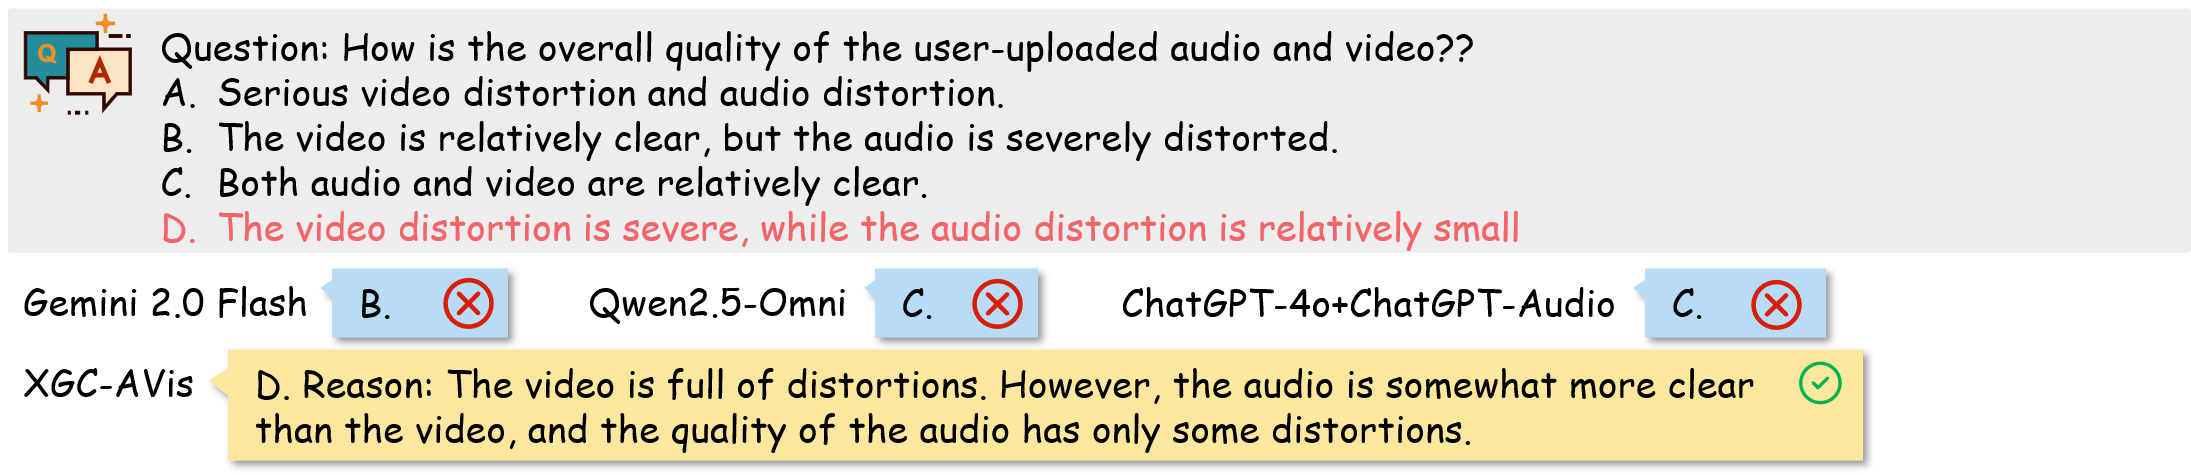 Q
A
Question: How is the overall quality of the user-uploaded audio and video??
A. Serious video distortion and audio distortion.
B. The video is relatively clear, but the audio is severely distorted.
C. Both audio and video are relatively clear.
D. The video distortion is severe, while the audio distortion is relatively small
Gemini 2.0 Flash B. Qwen2.5-Omni C. ChatGPT-4o+ChatGPT-Audio C.
XGC-AVis D. Reason: The video is full of distortions. However, the audio is somewhat more clear
than the video, and the quality of the audio has only some distortions.